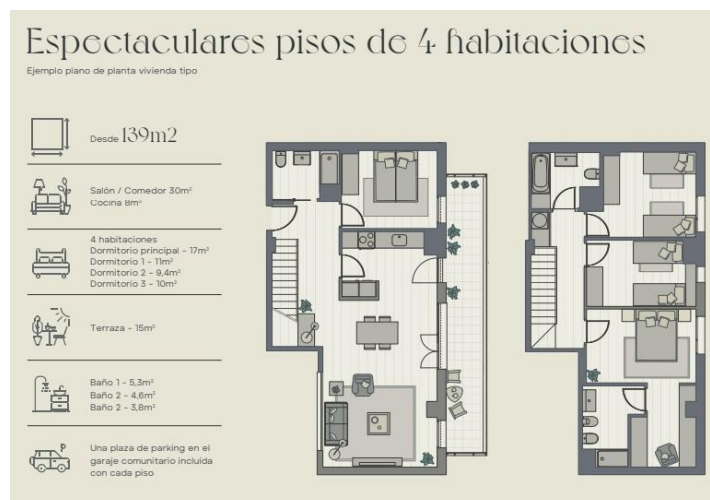 Espectaculares pisos de 4 habitaciones
Ejemplo plano de planta vivienda tipo
Desde 139m2
Salón / Comedor 30m²
Cocina 8m²
4 habitaciones
Dormitorio principal - 17m²
Dormitorio 1 - 11m²
Dormitorio 2 - 9,4m²
Dormitorio 3 - 10m²
Terraza - 15m²
Baño 1 - 5,3m²
Baño 2 - 4,6m²
Baño 2 - 3,8m²
Una plaza de parking en el
garaje comunitario incluida
con cada piso